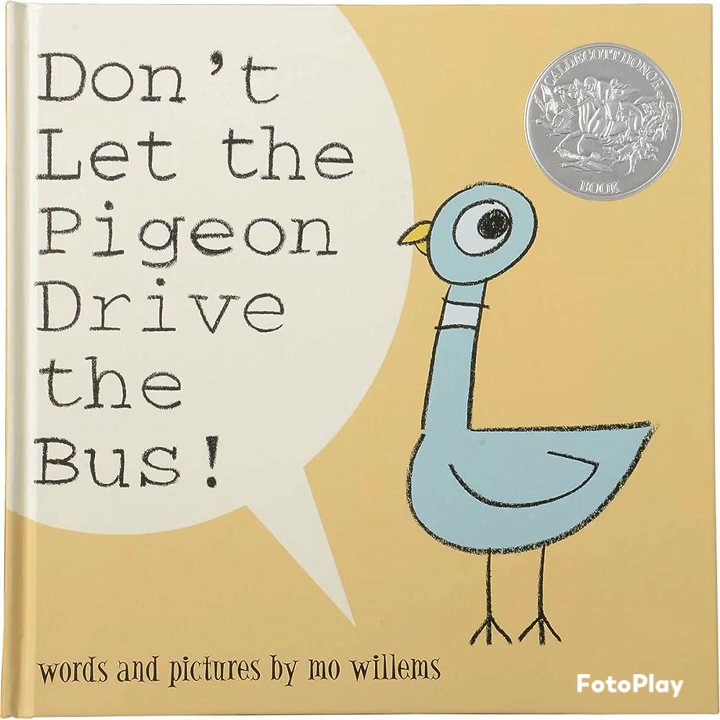 Don't
Let the
Pigeon
Drive
the
Bus!
CALDECOTT HONOR
BOOK
words and pictures by mo willems
FotoPlay